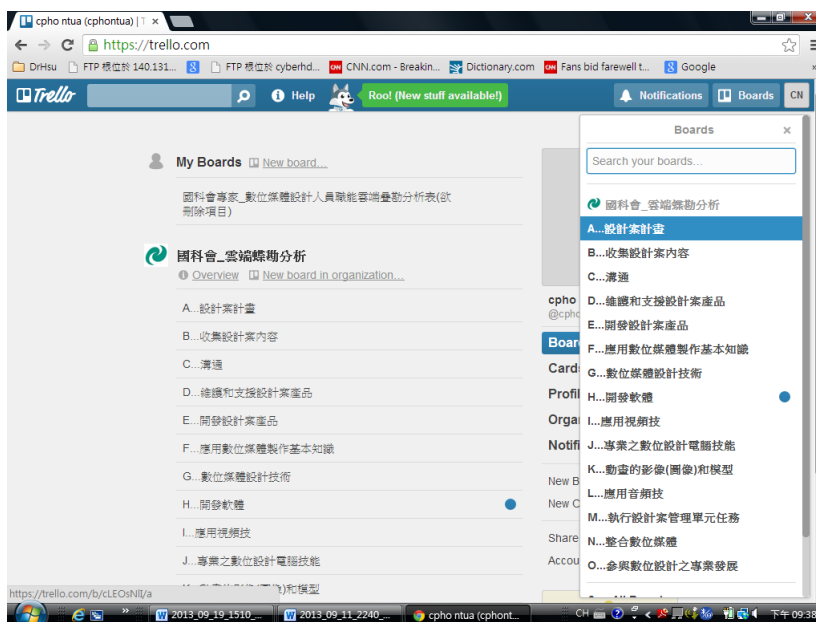 cpho ntua (cphontua) | T
https://trello.com
DrHsu FTP 根位於 140.131... FTP 根位於 cyberhd... CNN.com - Breakin... Dictionary.com Fans bid farewell t... Google
Trello Help Roo! (New stuff available!) Notifications Boards CN
My Boards New board...
國科會專家_數位媒體設計人員職能雲端疊勘分析表(欲
刪除項目)
國科會_雲端蝶勘分析
Overview New board in organization...
A...設計案計畫
B...收集設計案內容
C...溝通
D...維護和支援設計案產品
E...開發設計案產品
F...應用數位媒體製作基本知識
G...數位媒體設計技術
H...開發軟體
I...應用視頻技
J...專業之數位設計電腦技能
cpho
@cpho
Boar
Card
Profil
Orga
Notifi
New B
New O
Share
Accou
Boards
Search your boards...
國科會_雲端蝶勘分析
A...設計案計畫
B...收集設計案內容
C...溝通
D...維護和支援設計案產品
E...開發設計案產品
F...應用數位媒體製作基本知識
G...數位媒體設計技術
H...開發軟體
I...應用視頻技
J...專業之數位設計電腦技能
K...動畫的影像(圖像)和模型
L...應用音頻技
M...執行設計案管理單元任務
N...整合數位媒體
O...參與數位設計之專業發展
https://trello.com/b/cLEOsNlI/a
2013_09_19_1510_... 2013_09_11_2240_... cpho ntua (cphont... CH 下午 09:38